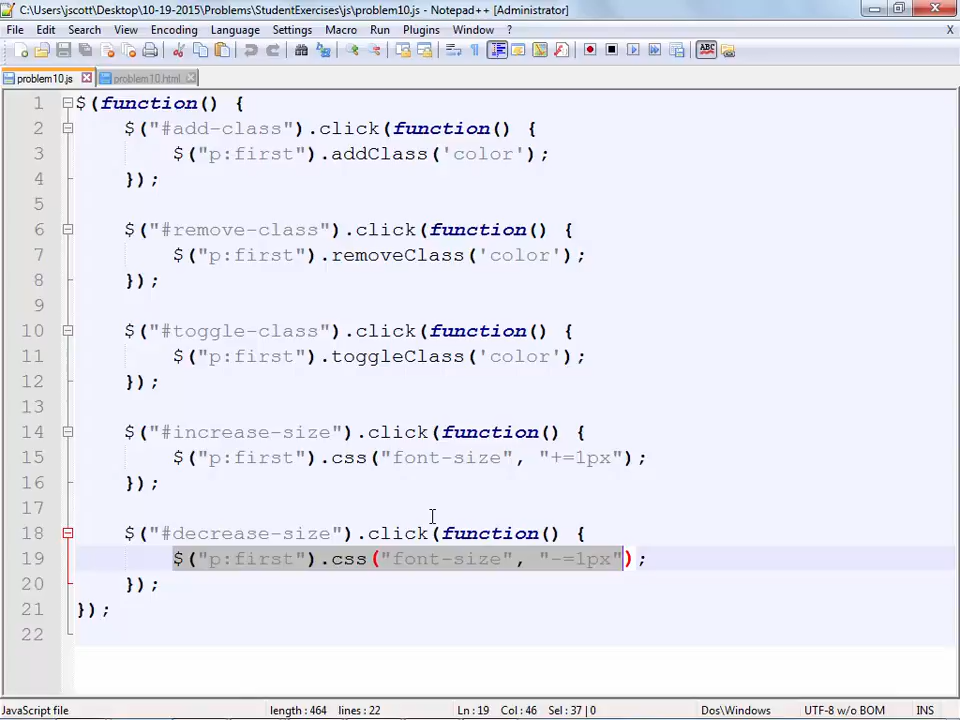 C:\Users\jscott\Desktop\10-19-2015\Problems\StudentExercises\js\problem10.js - Notepad++ [Administrator]
File Edit Search View Encoding Language Settings Macro Run Plugins Window ? X
ABC
problem10.js problem10.html
1 $(function() {
2 $("#add-class").click(function() {
3 $("p:first").addClass('color');
4 });
5
6 $("#remove-class").click(function() {
7 $("p:first").removeClass('color');
8 });
9
10 $("#toggle-class").click(function() {
11 $("p:first").toggleClass('color');
12 });
13
14 $("#increase-size").click(function() {
15 $("p:first").css("font-size", "+=1px");
16 });
17
18 $("#decrease-size").click(function() {
19 $("p:first").css("font-size", "-=1px");
20 });
21 });
22
JavaScript file length : 464 lines : 22 Ln : 19 Col : 46 Sel : 37 | 0 Dos\Windows UTF-8 w/o BOM INS